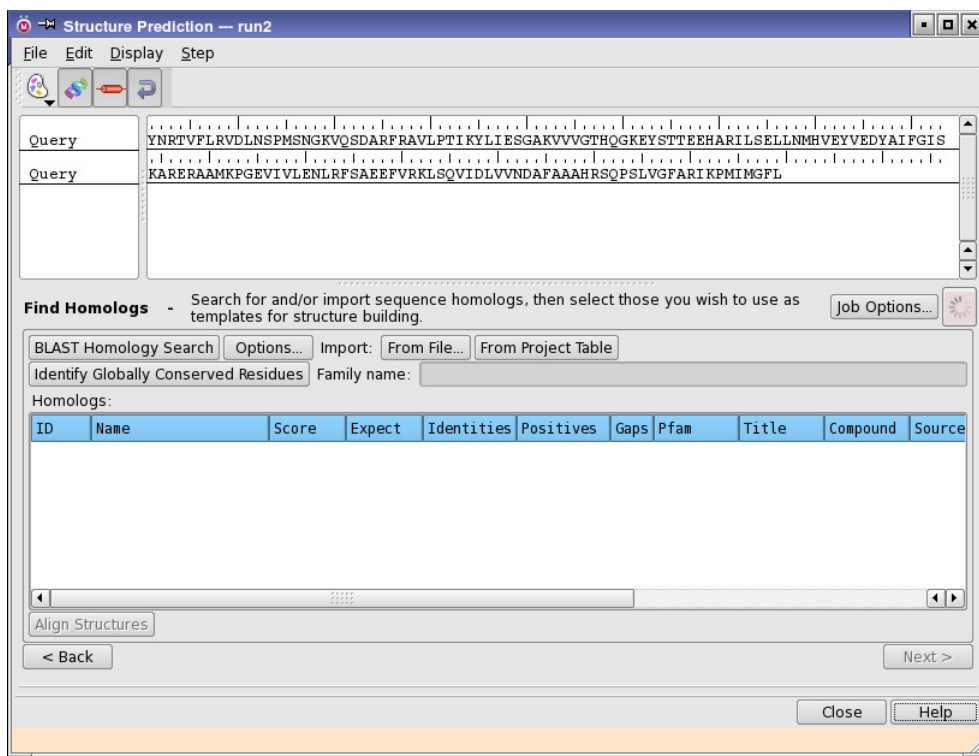 Structure Prediction --- run2
File Edit Display Step
Query YNRTVFLRVDLNSPMSNGKVQSDARFRAVLPTIKYLIESGAKVVVGTHQGKEYSTTEEHARILSELLNMHVEYVEDYAIFGIS
Query KARERAAMKPGEVIVLENLRFSAEEFVRKLSQVIDLVVNDAFAAAHRSQPSLVGFARIKPMIMGFL
Find Homologs - Search for and/or import sequence homologs, then select those you wish to use as
templates for structure building.
Job Options...
BLAST Homology Search Options... Import: From File... From Project Table
Identify Globally Conserved Residues Family name:
Homologs:
ID Name Score Expect Identities Positives Gaps Pfam Title Compound Source
Align Structures
< Back Next >
Close Help